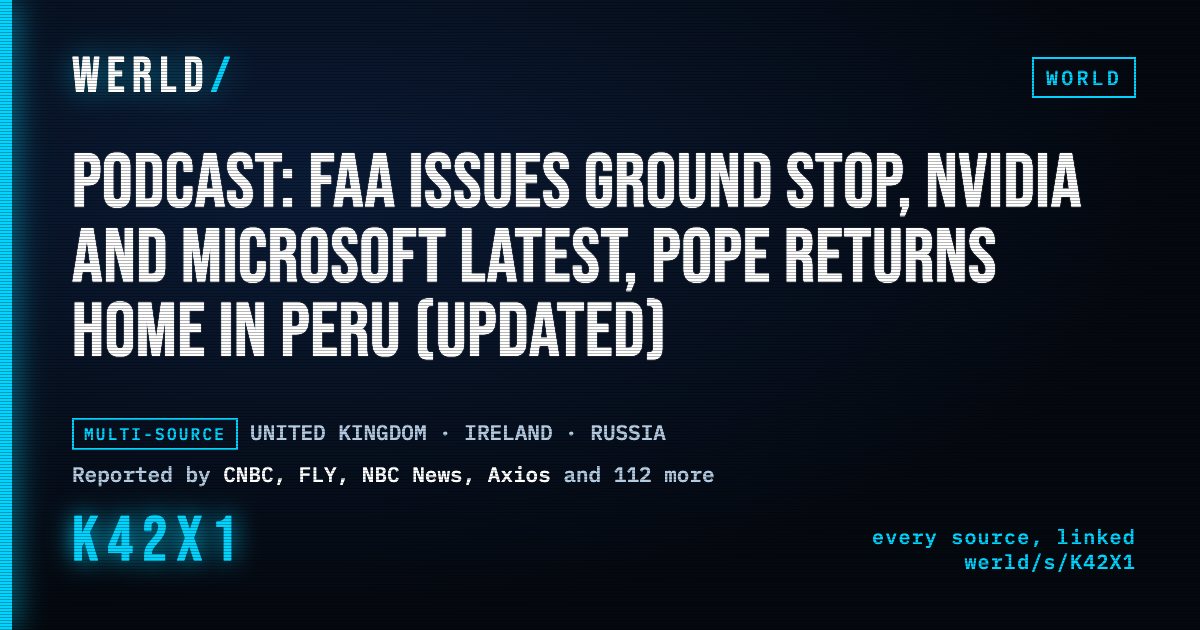 WERLD/
WORLD
PODCAST: FAA ISSUES GROUND STOP, NVIDIA
AND MICROSOFT LATEST, POPE RETURNS
HOME IN PERU (UPDATED)
MULTI-SOURCE UNITED KINGDOM · IRELAND · RUSSIA
Reported by CNBC, FLY, NBC News, Axios and 112 more
K42X1
every source, linked
werld/s/K42X1